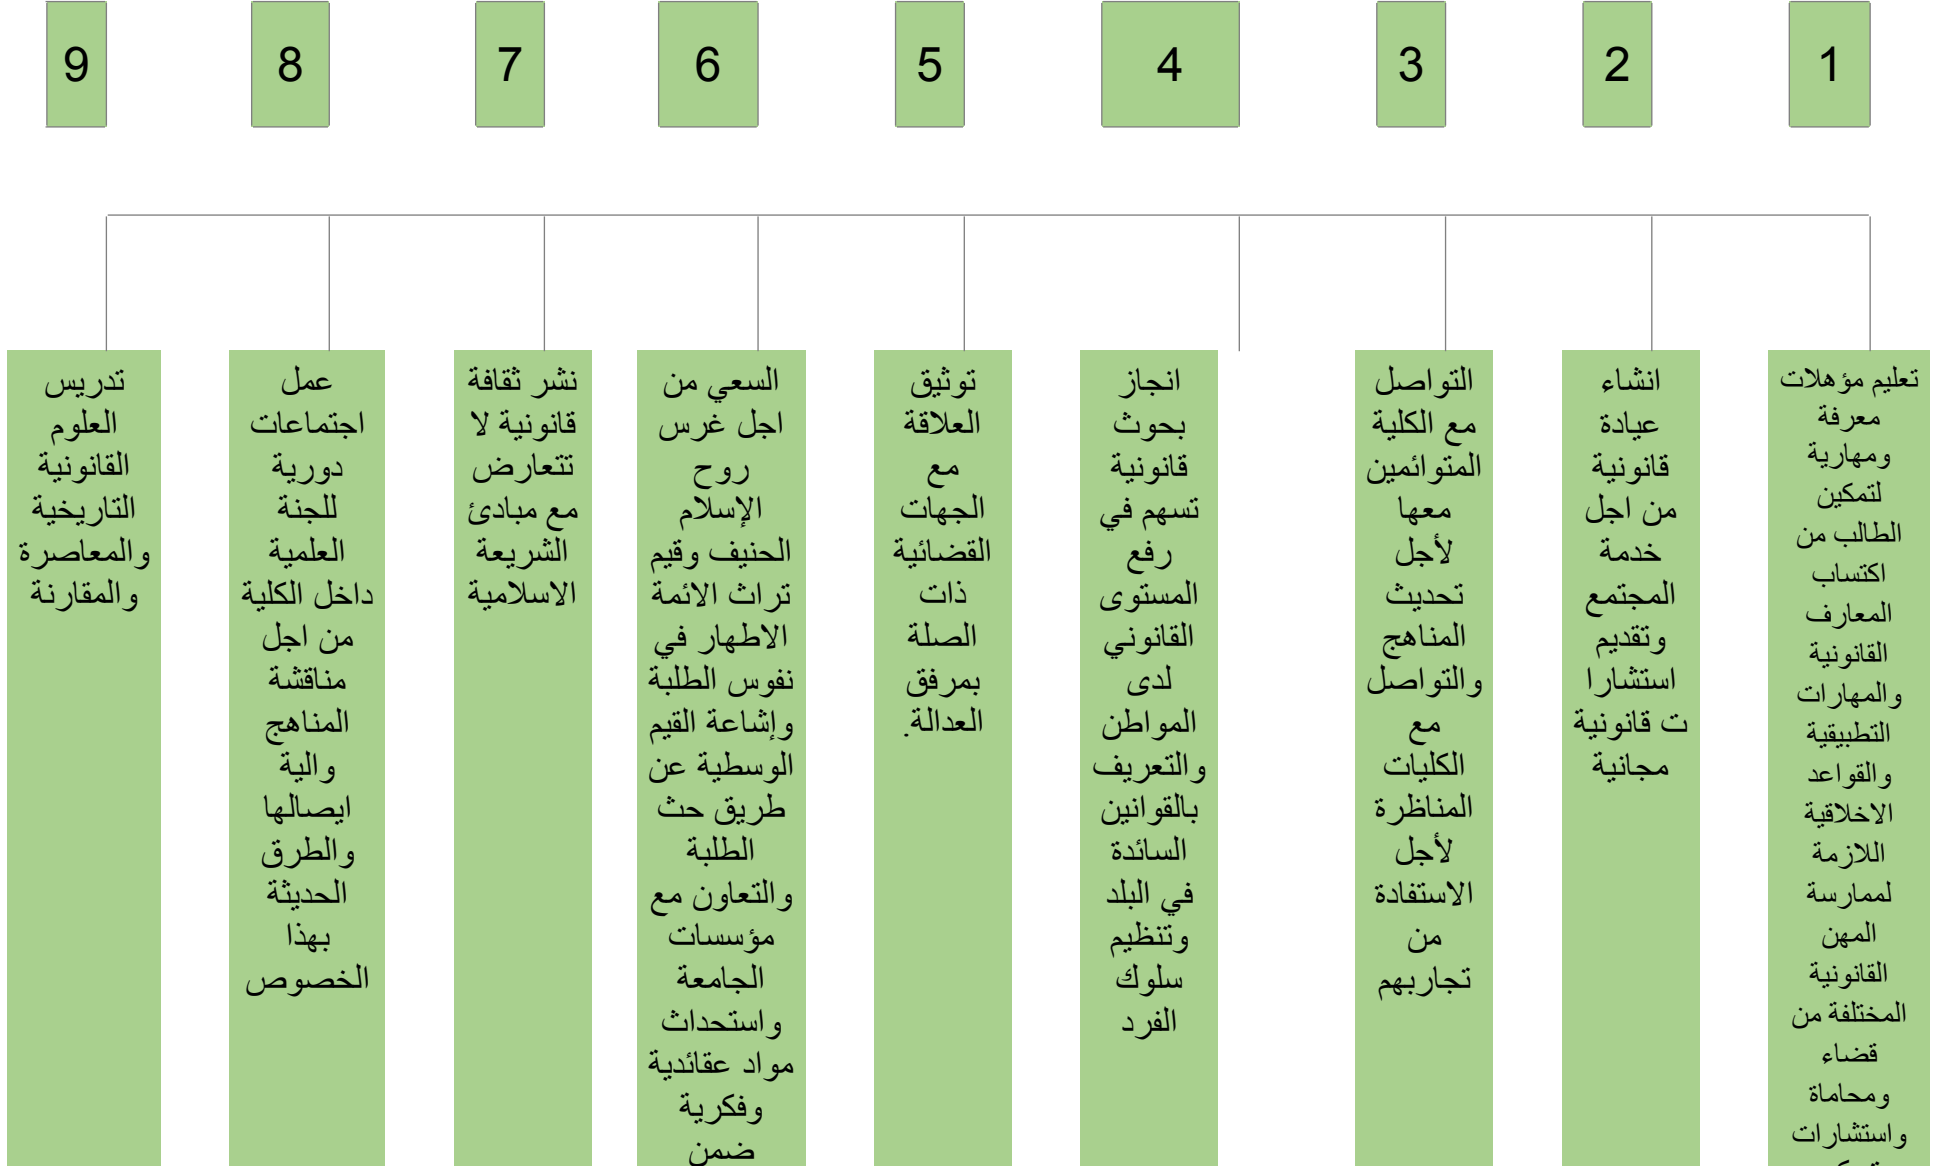 1
2
3
4
5
6
7
8
9
تعليم مؤهلات
معرفة
ومهارية
لتمكين
الطالب من
اكتساب
المعارف
القانونية
والمهارات
التطبيقية
والقواعد
الاخلاقية
اللازمة
لممارسة
المهن
القانونية
المختلفة من
قضاء
ومحاماة
واستشارات
انشاء
عيادة
قانونية
من اجل
خدمة
المجتمع
وتقديم
استشارا
ت قانونية
مجانية
التواصل
مع الكلية
المتوائمين
معها
لأجل
تحديث
المناهج
والتواصل
مع
الكليات
المناظرة
لأجل
الاستفادة
من
تجاربهم
انجاز
بحوث
قانونية
تسهم في
رفع
المستوى
القانوني
لدى
المواطن
والتعريف
بالقوانين
السائدة
في البلد
وتنظيم
سلوك
الفرد
توثيق
العلاقة
مع
الجهات
القضائية
ذات
الصلة
بمرفق
العدالة.
السعي من
اجل غرس
روح
الإسلام
الحنيف وقيم
تراث الائمة
الاطهار في
نفوس الطلبة
وإشاعة القيم
الوسطية عن
طريق حث
الطلبة
والتعاون مع
مؤسسات
الجامعة
واستحداث
مواد عقائدية
وفكرية
ضمن
نشر ثقافة
قانونية لا
تتعارض
مع مبادئ
الشريعة
الاسلامية
عمل
اجتماعات
دورية
للجنة
العلمية
داخل الكلية
من اجل
مناقشة
المناهج
والية
ايصالها
والطرق
الحديثة
بهذا
الخصوص
تدريس
العلوم
القانونية
التاريخية
والمعاصرة
والمقارنة